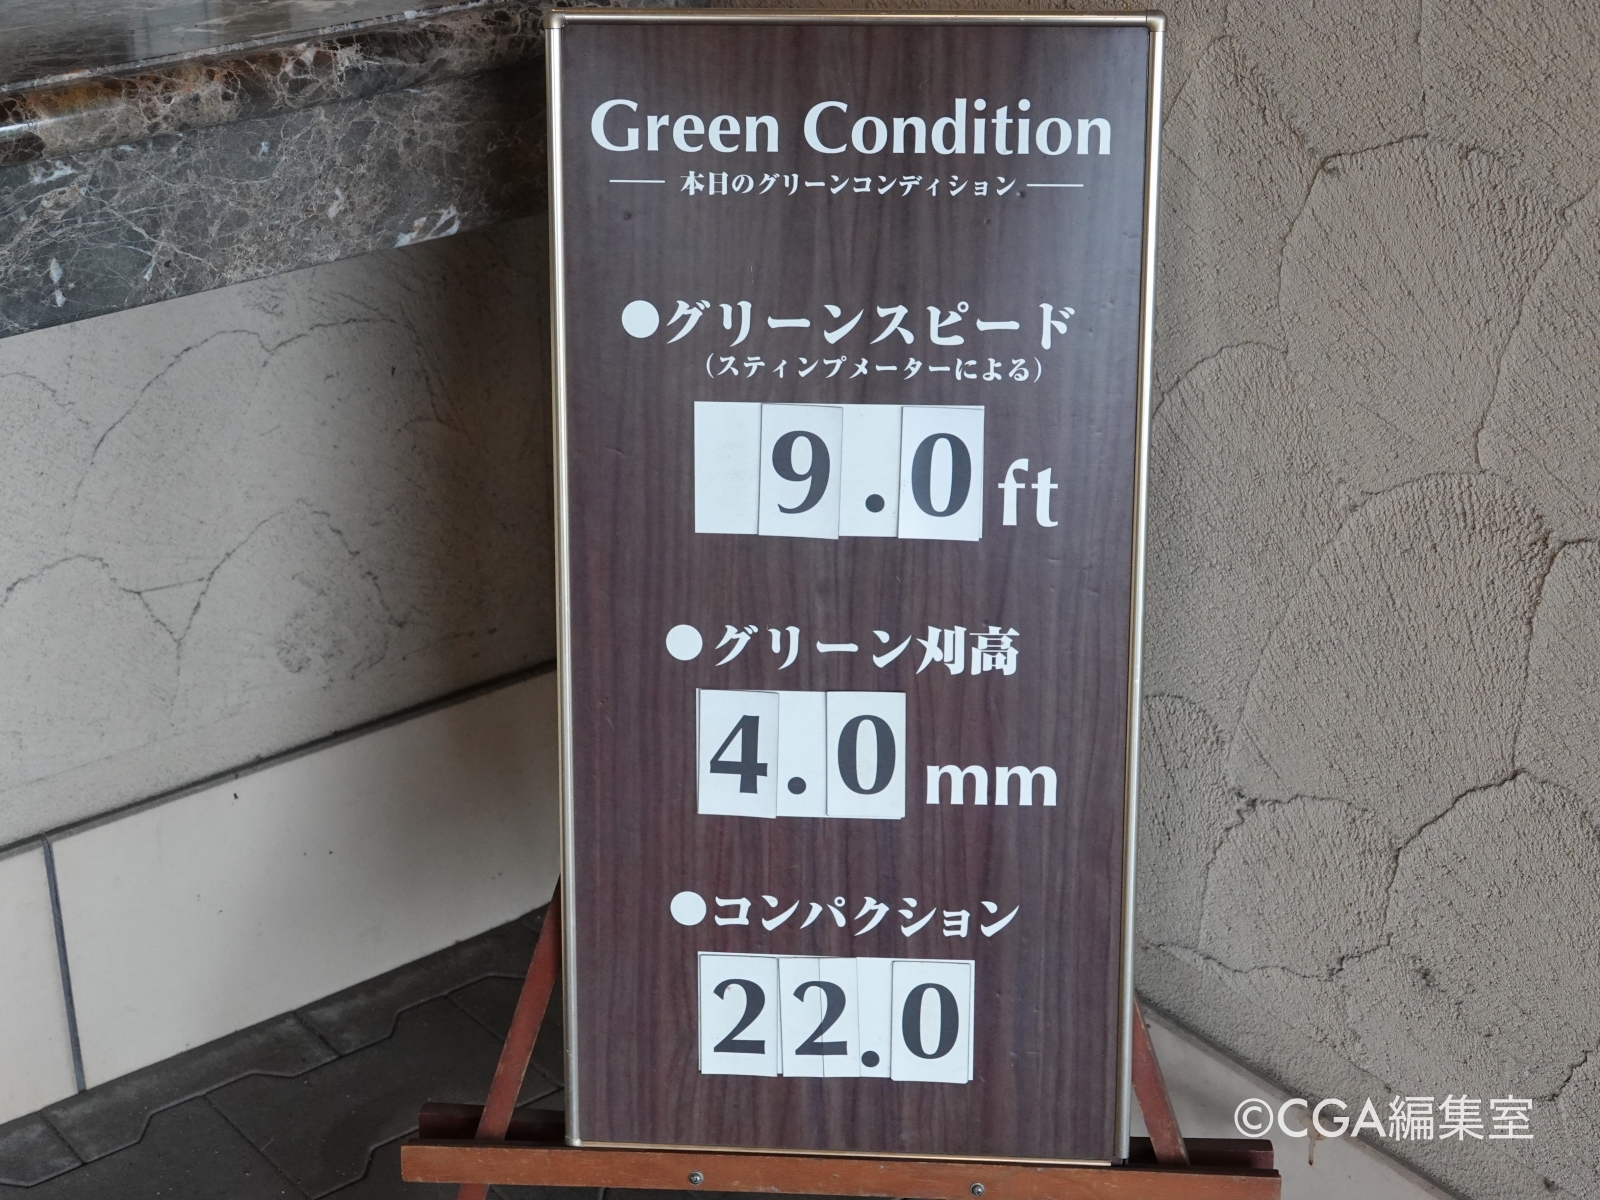 Green Condition
本日のグリーンコンディション
●グリーンスピード
(スティンプメーターによる)
9.0 ft
●グリーン刈高
4.0 mm
●コンパクション
22.0
©CGA編集室